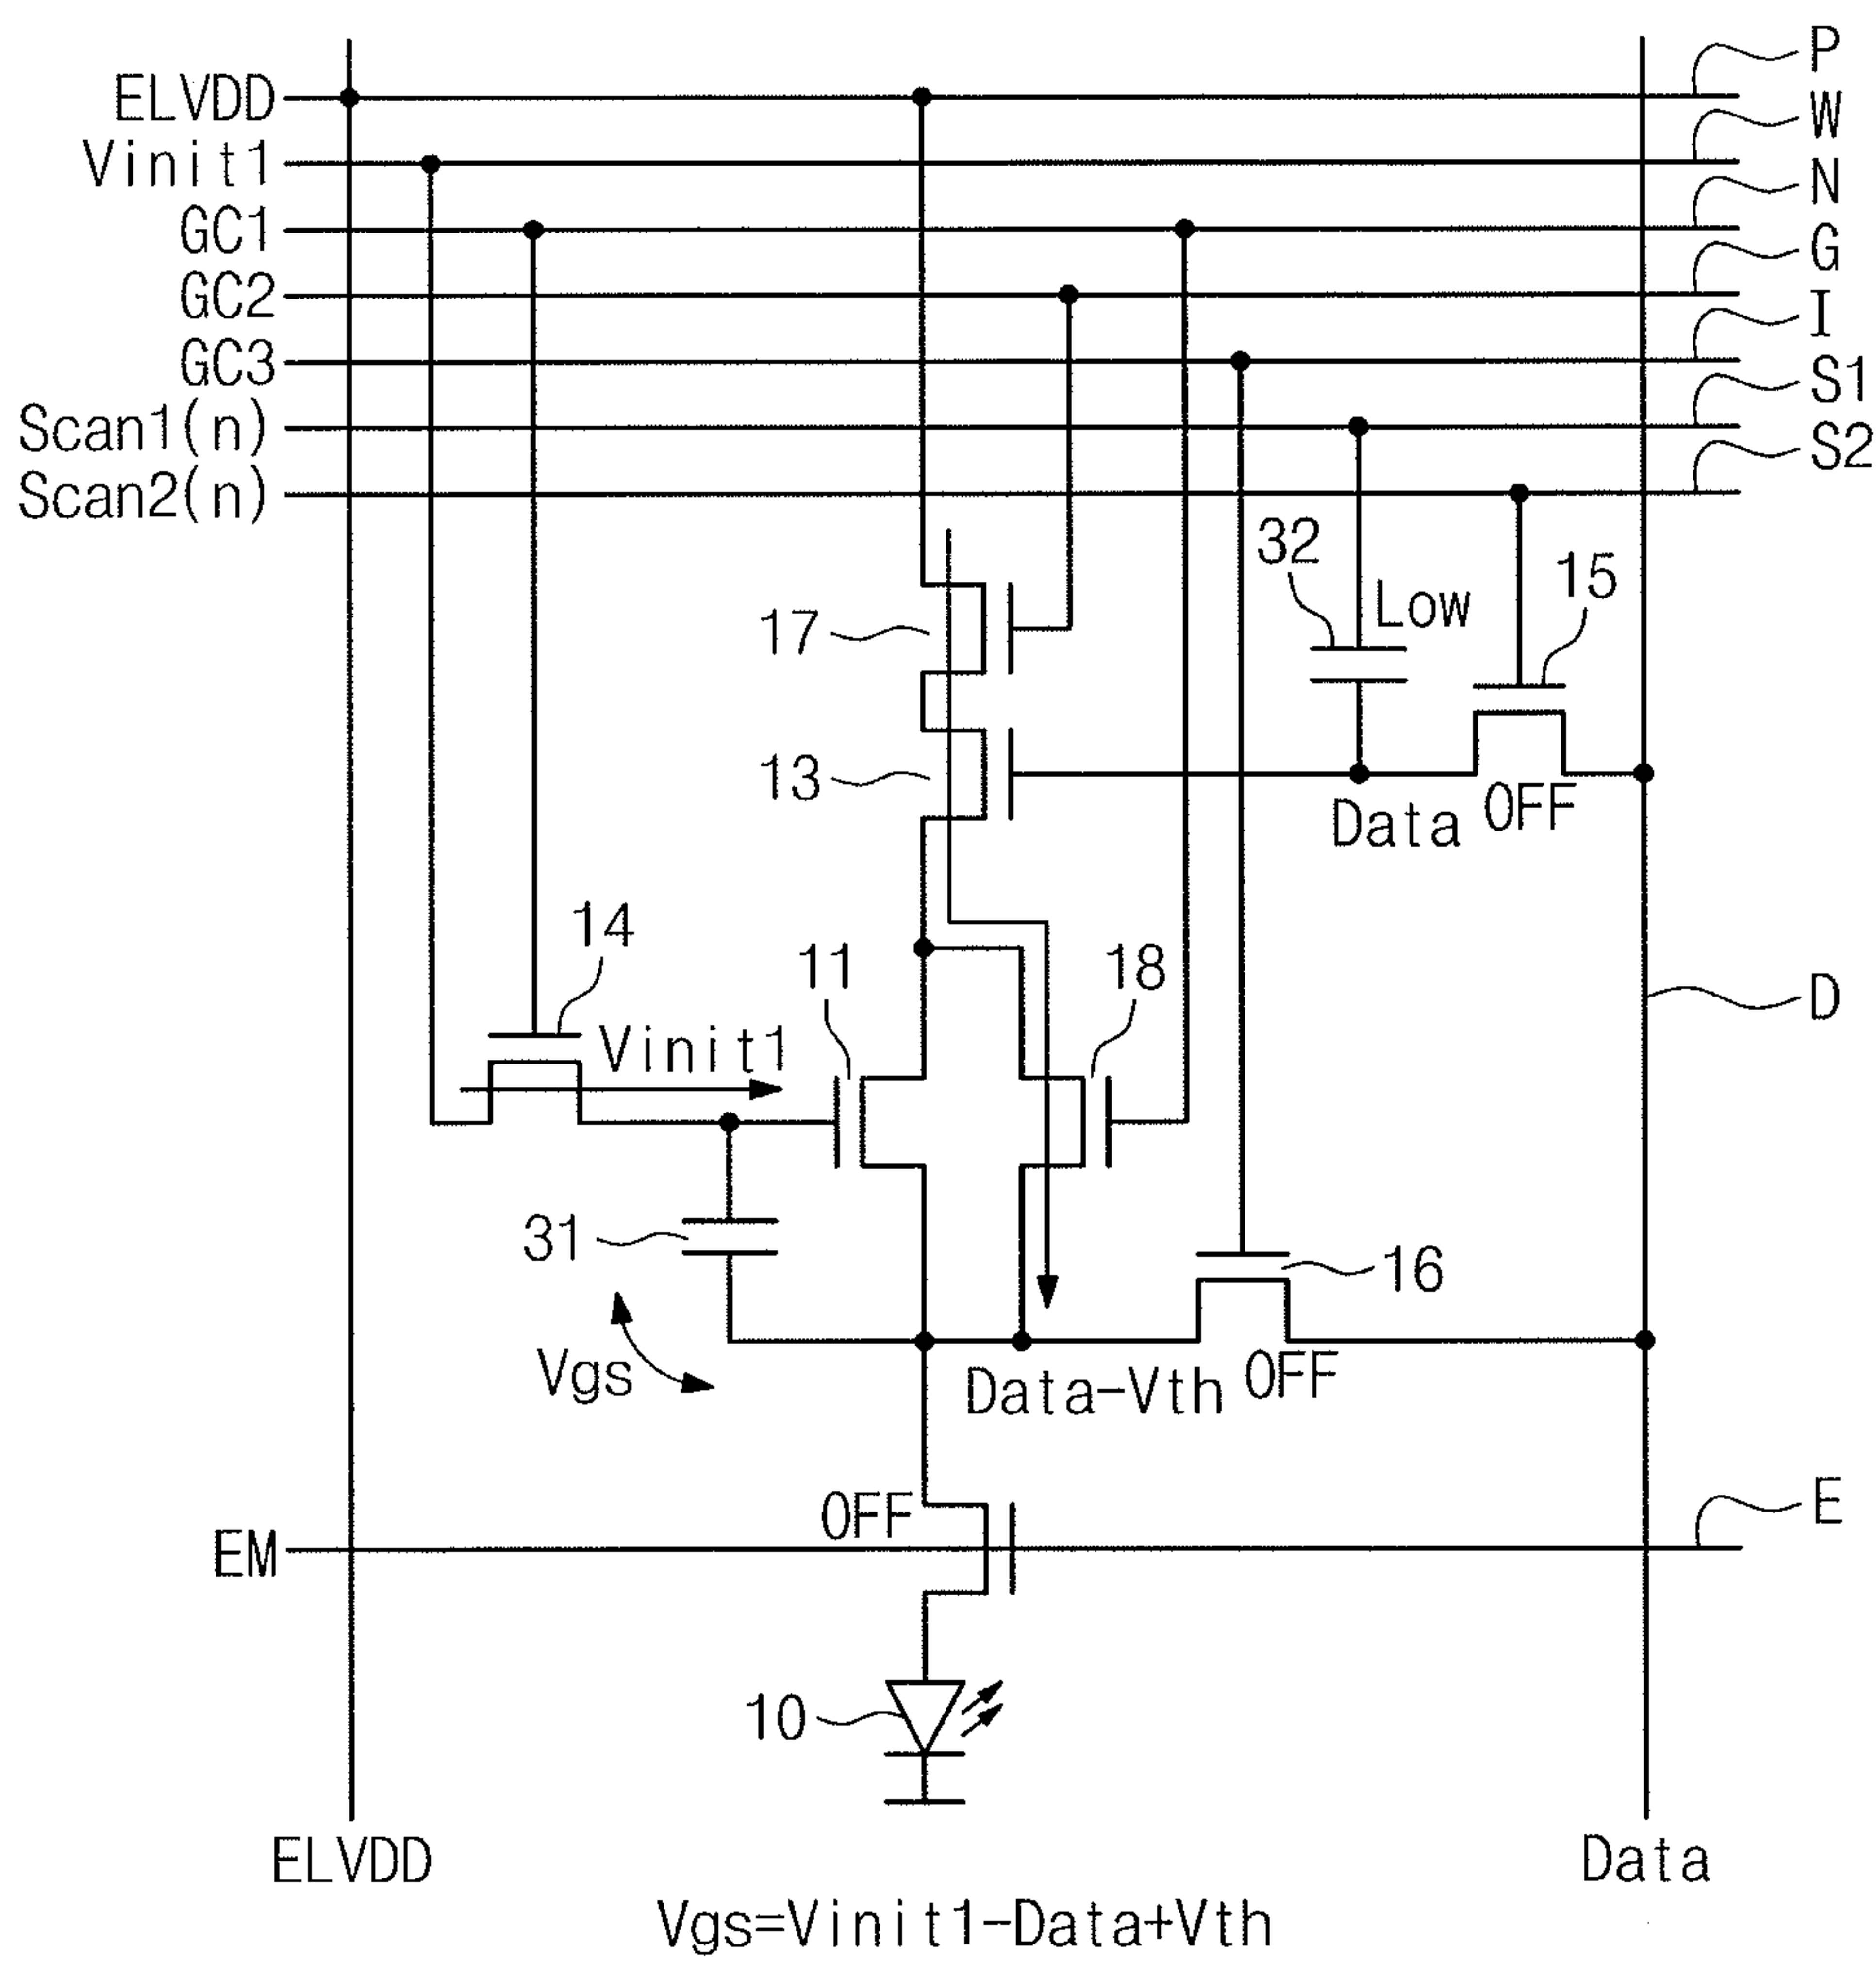 ELVDD
P
Vinit1
W
GC1
N
GC2
G
GC3
I
Scan1(n)
S1
Scan2(n)
S2
32
15
Low
17
13
Data
OFF
14
11
18
D
Vinit1
31
16
Vgs
Data-Vth
OFF
OFF
E
EM
10
ELVDD
Data
Vgs=Vinit1-Data+Vth